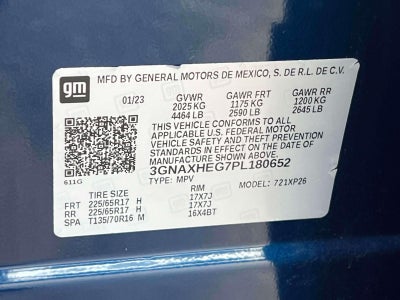 gm
MFD BY GENERAL MOTORS DE MEXICO, S. DE R.L. DE C.V.
01/23 GVWR GAWR FRT GAWR RR
2025 KG 1175 KG 1200 KG
4464 LB 2590 LB 2645 LB
THIS VEHICLE CONFORMS TO ALL
APPLICABLE U.S. FEDERAL MOTOR
VEHICLE SAFETY AND THEFT PREVENTION
STANDARDS IN EFFECT ON THE DATE OF
MANUFACTURE SHOWN ABOVE.
3GNAXHEG7PL180652
611G TYPE: MPV MODEL: 721XP26
TIRE SIZE RIM
FRT 225/65R17 H 17X7J
RR 225/65R17 H 17X7J
SPA T135/70R16 M 16X4BT